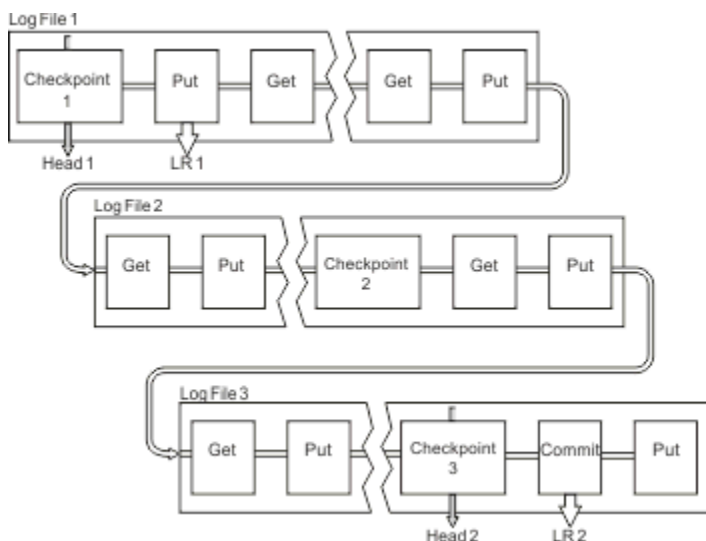 Log File 1
Checkpoint
1
Put
Get
Get
Put
Head 1
LR 1
Log File 2
Get
Put
Checkpoint
2
Get
Put
Log File 3
Get
Put
Checkpoint
3
Commit
Put
Head 2
LR 2